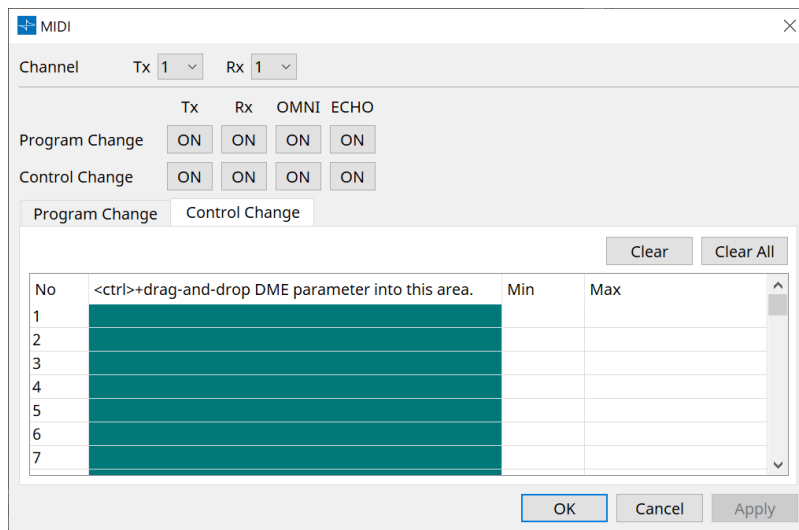 MIDI
Channel Tx 1 Rx 1
Tx Rx OMNI ECHO
Program Change ON ON ON ON
Control Change ON ON ON ON
Program Change Control Change
Clear Clear All
No <ctrl>+drag-and-drop DME parameter into this area. Min Max
1
2
3
4
5
6
7
OK Cancel Apply